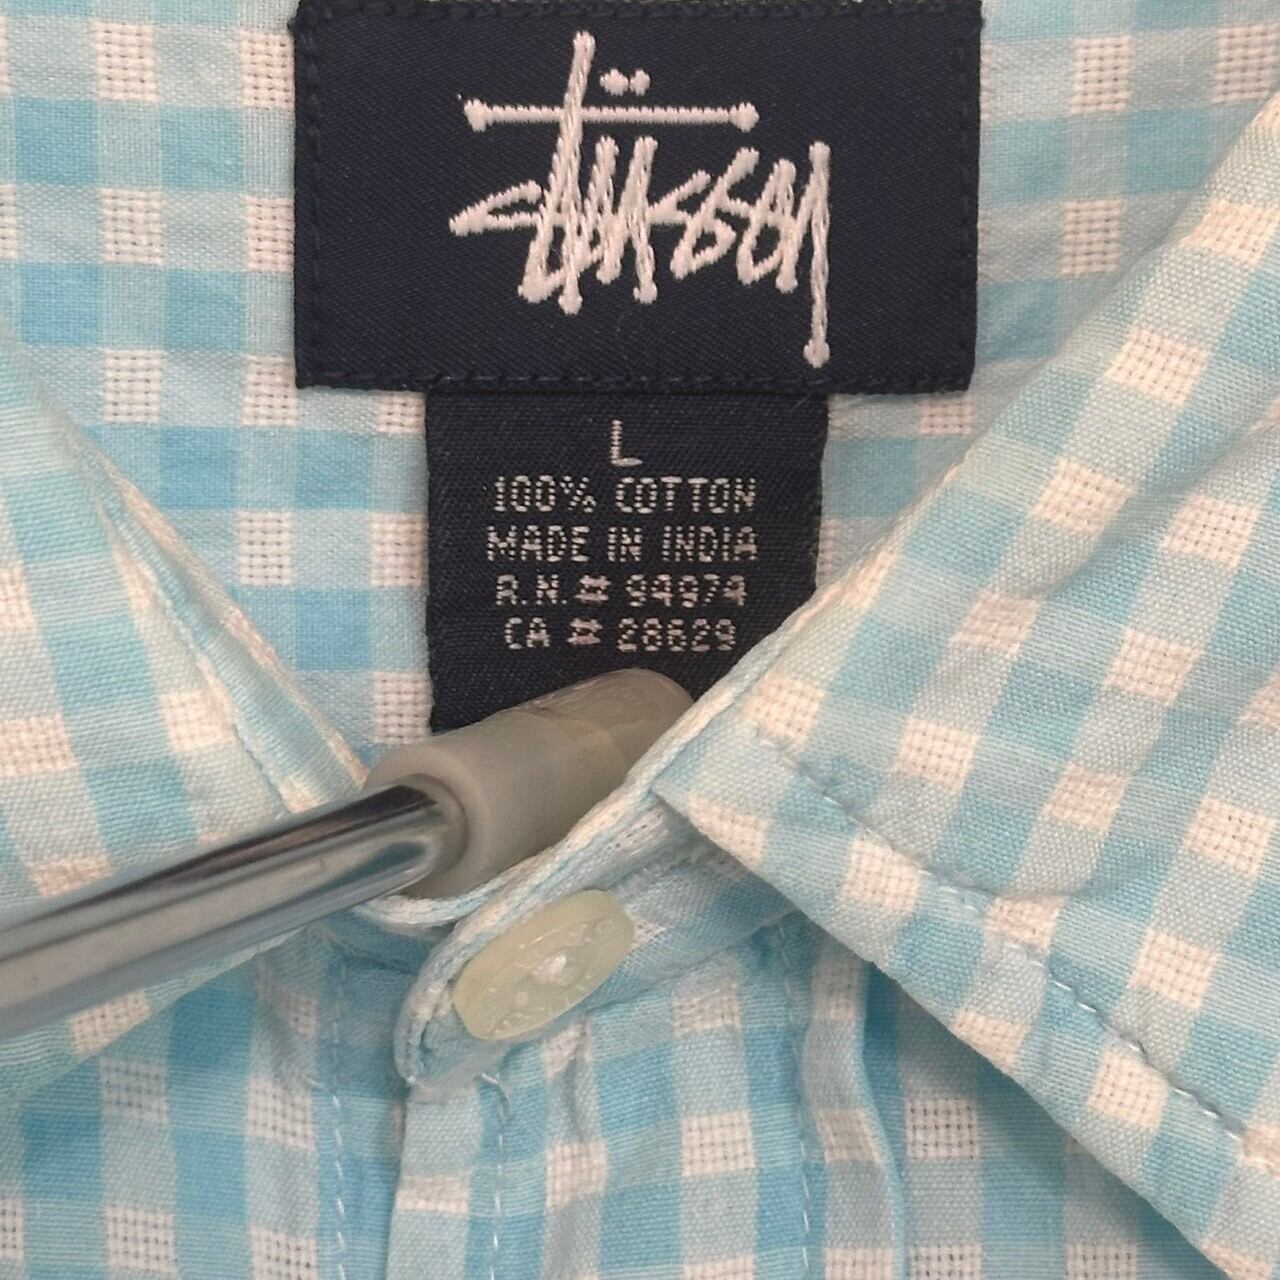 Stüssy
L
100% COTTON
MADE IN INDIA
R.N.# 94974
CA # 28629